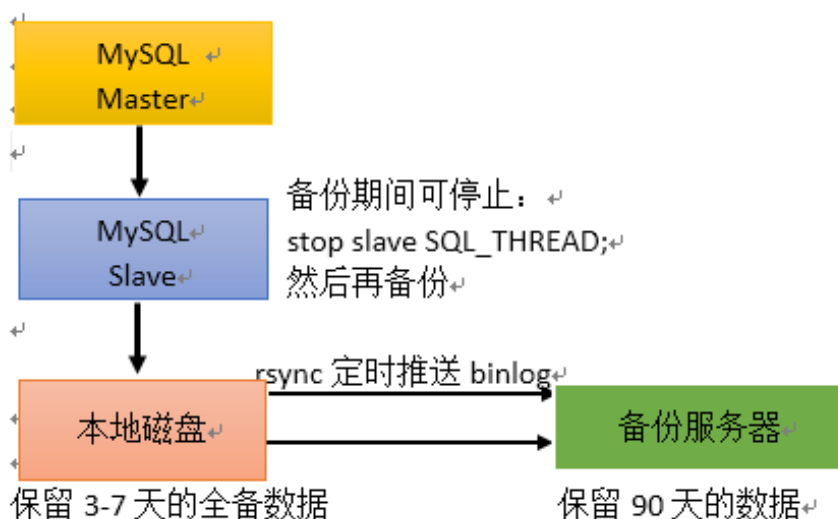 MySQL
Master
MySQL
Slave
备份期间可停止：
stop slave SQL_THREAD;
然后再备份
rsync 定时推送 binlog
本地磁盘
备份服务器
保留 3-7 天的全备数据
保留 90 天的数据